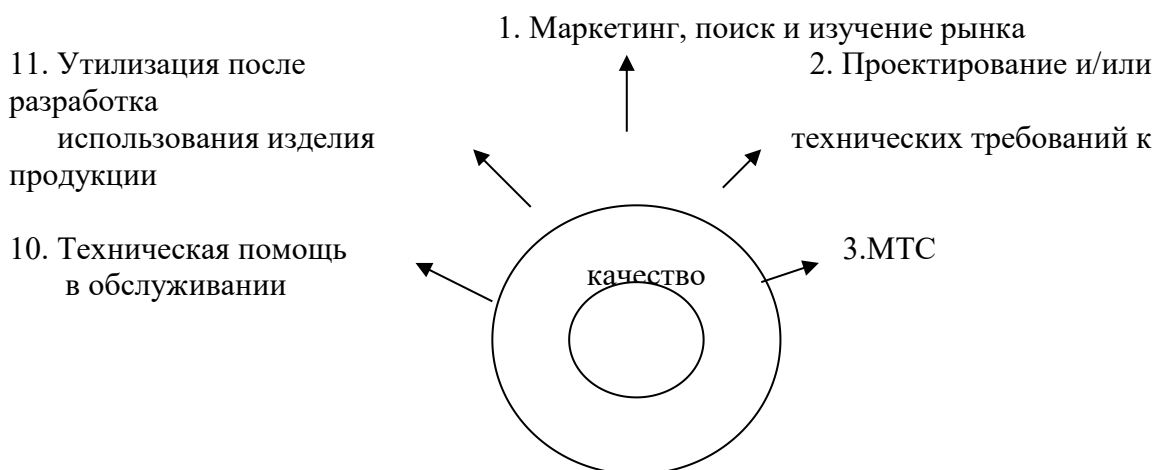 1. Маркетинг, поиск и изучение рынка
11. Утилизация после 2. Проектирование и/или
разработка
использования изделия технических требований к
продукции
10. Техническая помощь 3.МТС
в обслуживании
качество